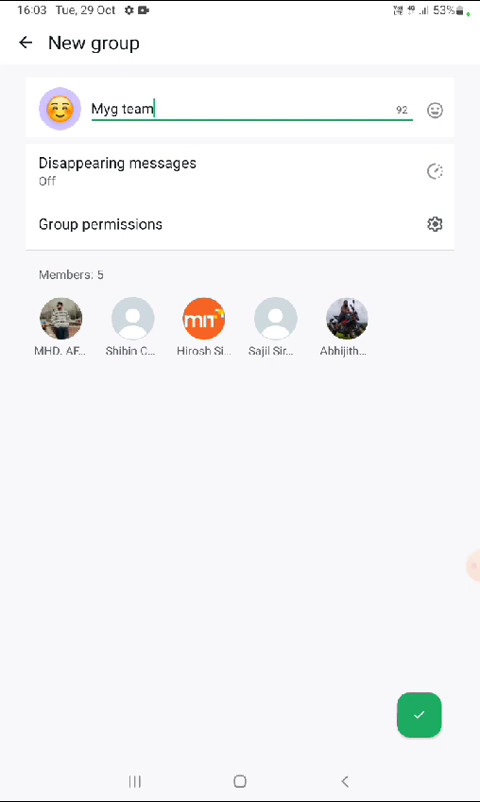 16:03 Tue, 29 Oct 53%
New group
Myg team 92
Disappearing messages
Off
Group permissions
Members: 5
MIT
MHD. AF... Shibin C... Hirosh Si... Sajil Sir... Abhijith...